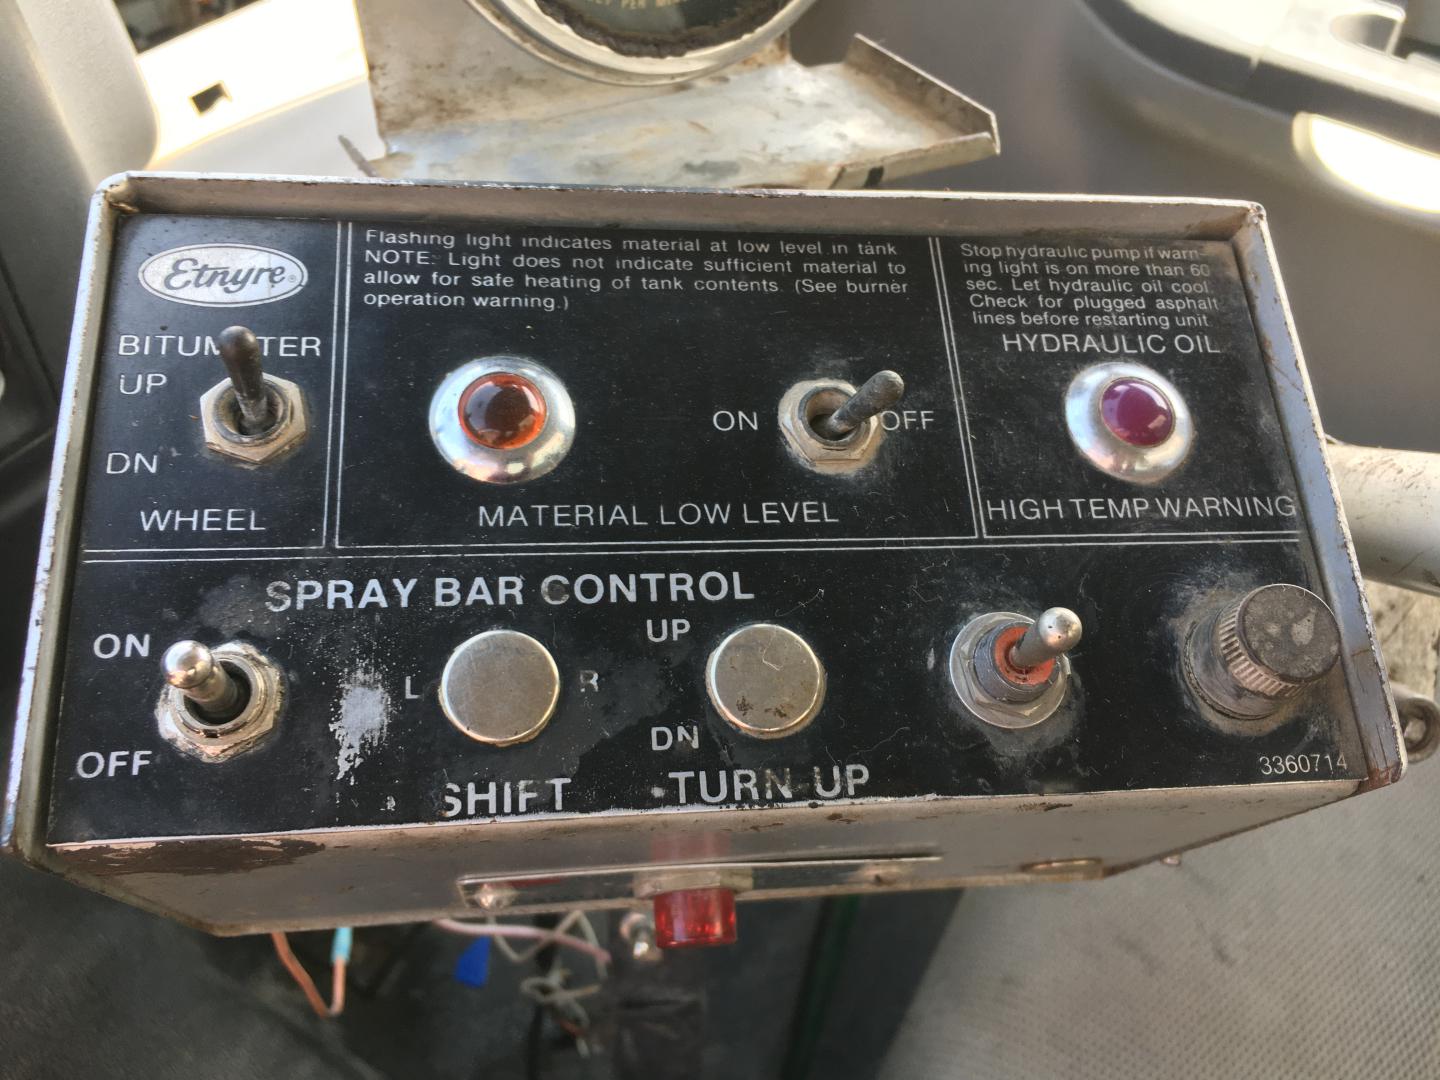 PER
Etnyre®
BITUM TER
UP
DN
WHEEL
Flashing light indicates material at low level in tank
NOTE: Light does not indicate sufficient material to
allow for safe heating of tank contents. (See burner
operation warning.)
ON
OFF
MATERIAL LOW LEVEL
Stop hydraulic pump if warn-
ing light is on more than 60
sec. Let hydraulic oil cool.
Check for plugged asphalt
lines before restarting unit.
HYDRAULIC OIL
HIGH TEMP WARNING
SPRAY BAR CONTROL
ON
OFF
L
R
SHIFT
UP
DN
TURN-UP
3360714